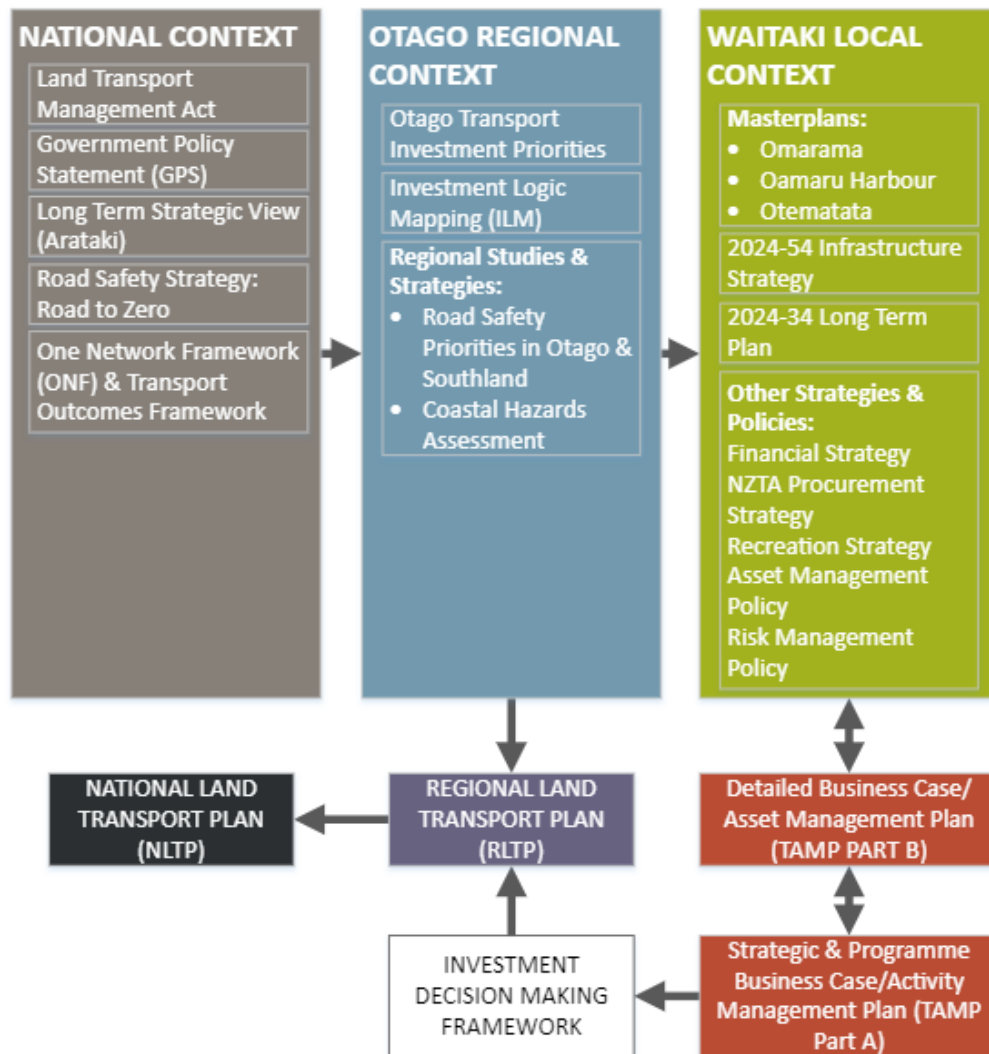 NATIONAL CONTEXT
Land Transport
Management Act
Government Policy
Statement (GPS)
Long Term Strategic View
(Arataki)
Road Safety Strategy:
Road to Zero
One Network Framework
(ONF) & Transport
Outcomes Framework
OTAGO REGIONAL
CONTEXT
Otago Transport
Investment Priorities
Investment Logic
Mapping (ILM)
Regional Studies &
Strategies:
• Road Safety
Priorities in Otago &
Southland
• Coastal Hazards
Assessment
WAITAKI LOCAL
CONTEXT
Masterplans:
• Omarama
• Oamaru Harbour
• Otematata
2024-54 Infrastructure
Strategy
2024-34 Long Term
Plan
Other Strategies &
Policies:
Financial Strategy
NZTA Procurement
Strategy
Recreation Strategy
Asset Management
Policy
Risk Management
Policy
NATIONAL LAND
TRANSPORT PLAN
(NLTP)
REGIONAL LAND
TRANSPORT PLAN
(RLTP)
Detailed Business Case/
Asset Management Plan
(TAMP PART B)
INVESTMENT
DECISION MAKING
FRAMEWORK
Strategic & Programme
Business Case/Activity
Management Plan (TAMP
Part A)